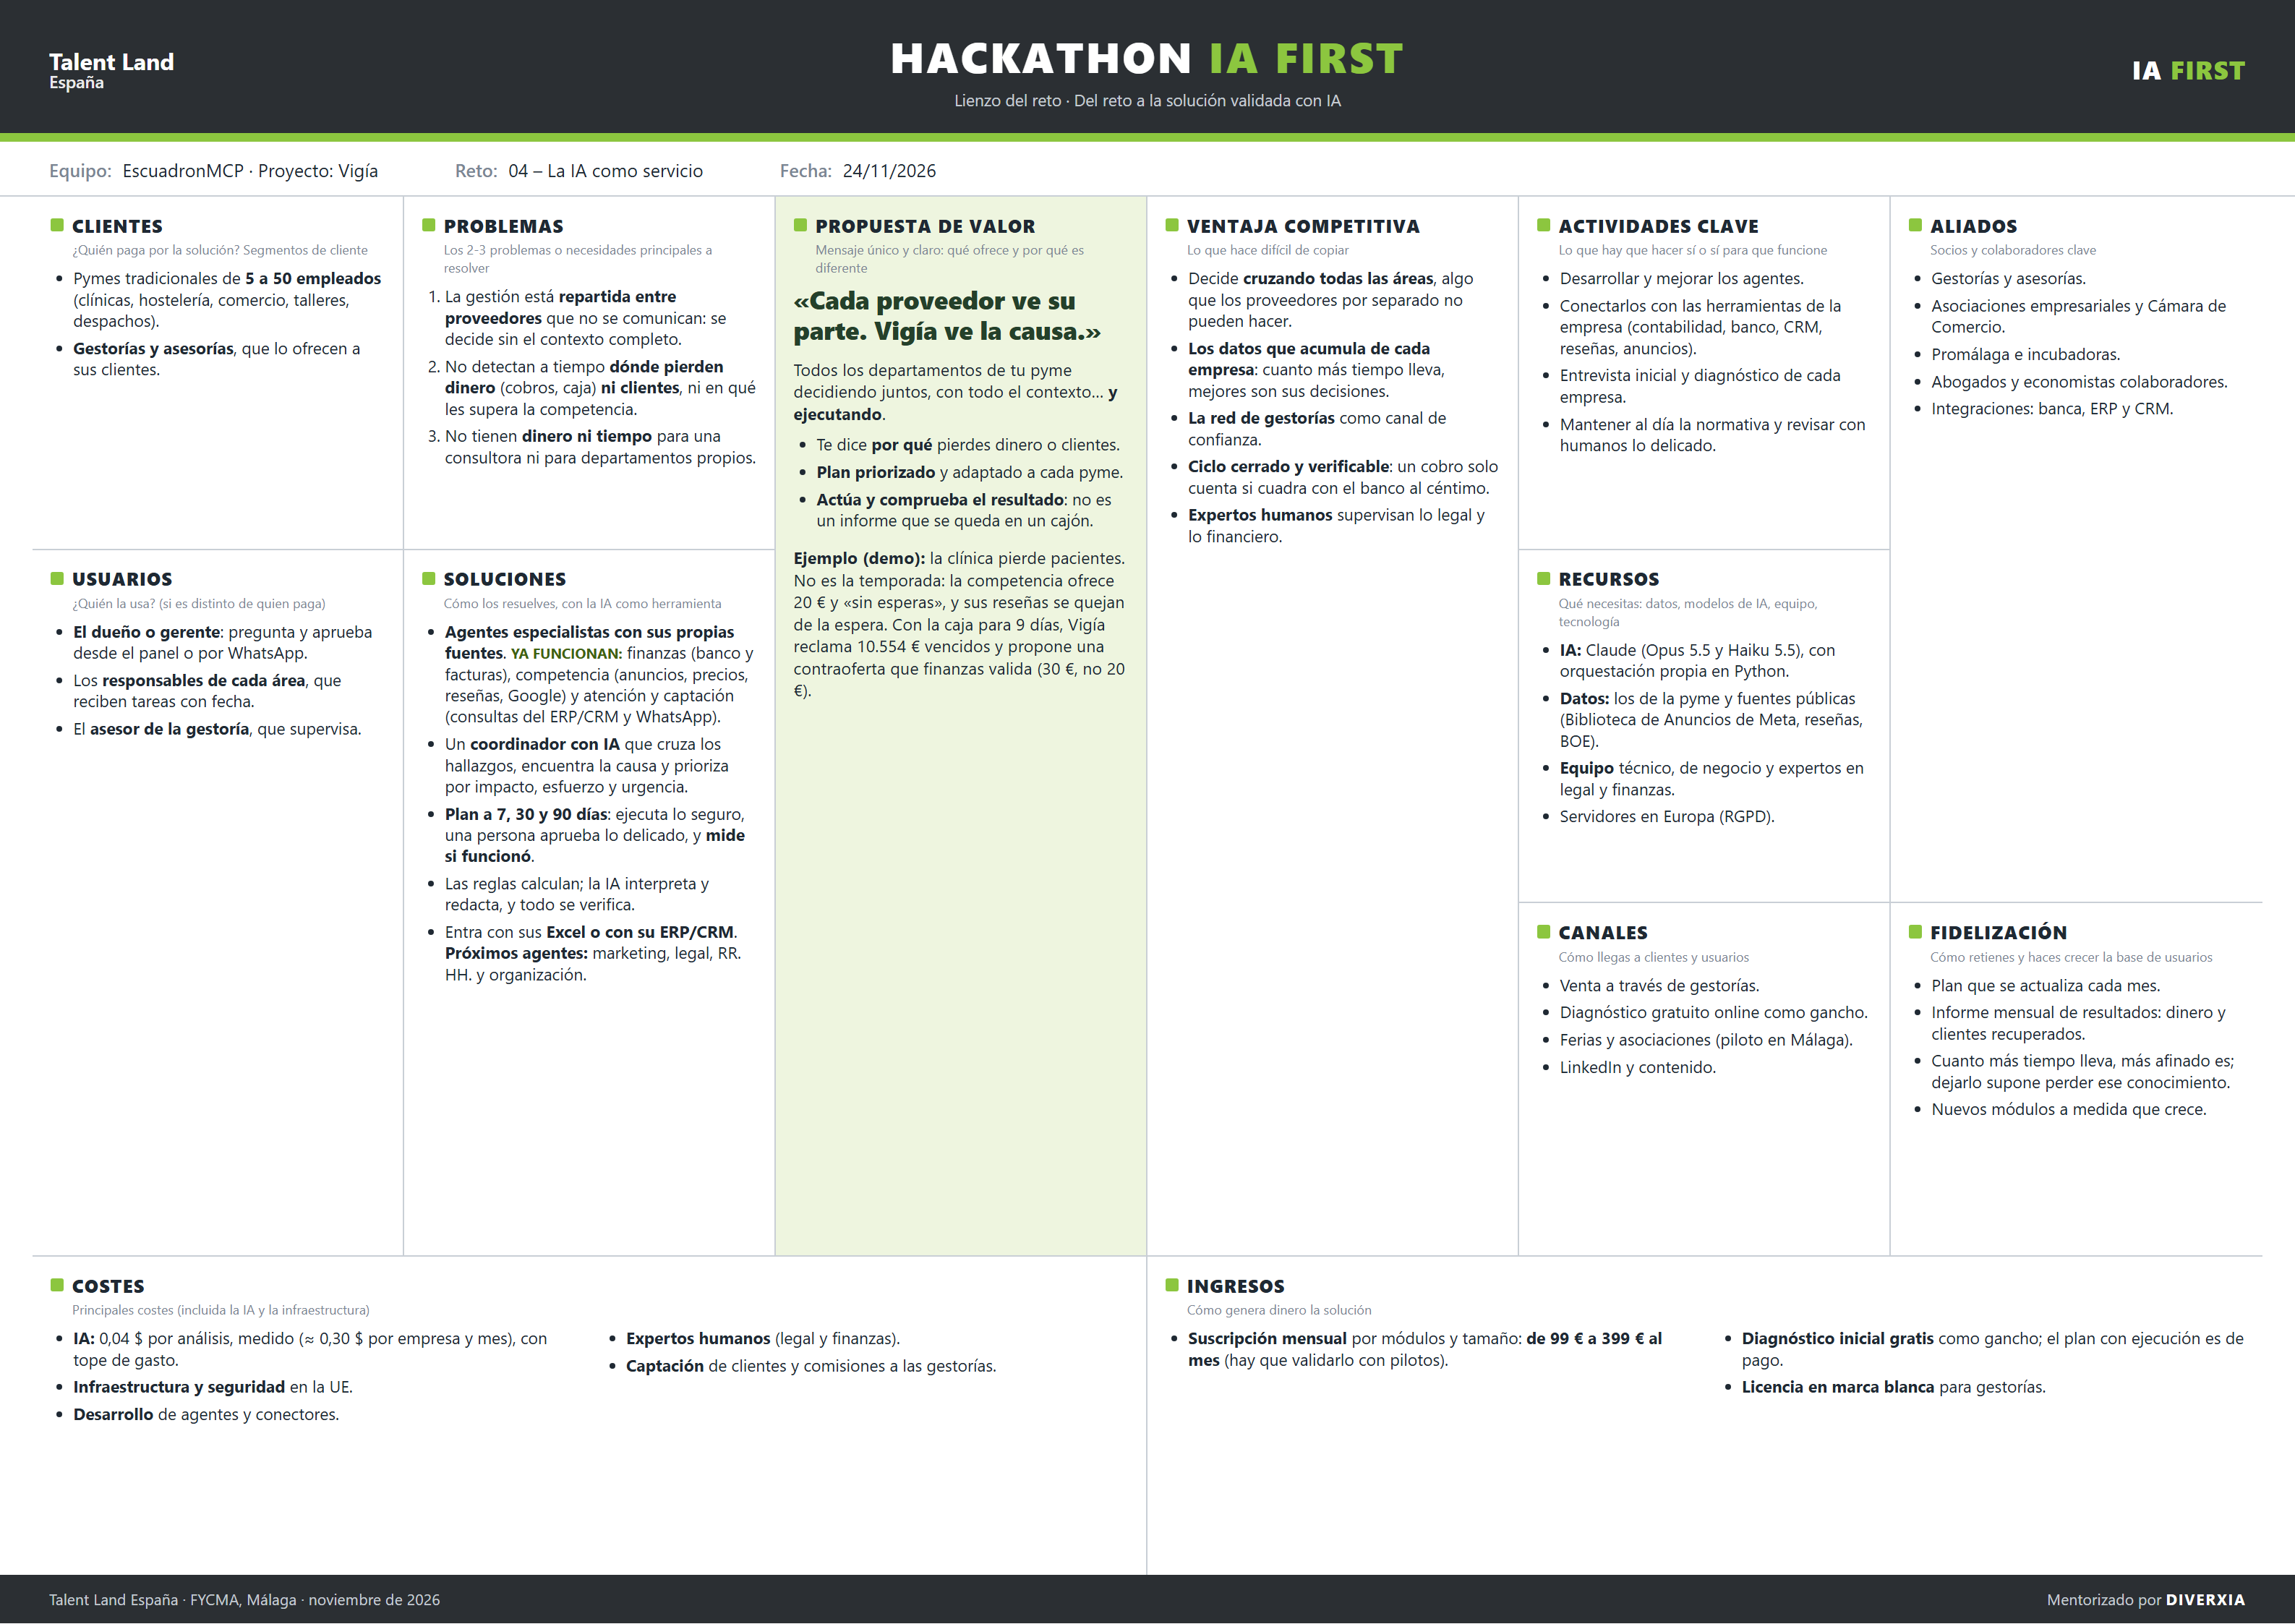 Talent Land
España
HACKATHON IA FIRST
Lienzo del reto · Del reto a la solución validada con IA
IA FIRST
Equipo: EscuadronMCP · Proyecto: Vigía
Reto: 04 – La IA como servicio
Fecha: 24/11/2026
CLIENTES
¿Quién paga por la solución? Segmentos de cliente
• Pymes tradicionales de 5 a 50 empleados
(clínicas, hostelería, comercio, talleres,
despachos).
• Gestorías y asesorías, que lo ofrecen a
sus clientes.
PROBLEMAS
Los 2-3 problemas o necesidades principales a
resolver
1. La gestión está repartida entre
proveedores que no se comunican: se
decide sin el contexto completo.
2. No detectan a tiempo dónde pierden
dinero (cobros, caja) ni clientes, ni en qué
les supera la competencia.
3. No tienen dinero ni tiempo para una
consultora ni para departamentos propios.
PROPUESTA DE VALOR
Mensaje único y claro: qué ofrece y por qué es
diferente
«Cada proveedor ve su
parte. Vigía ve la causa.»
Todos los departamentos de tu pyme
decidiendo juntos, con todo el contexto... y
ejecutando.
• Te dice por qué pierdes dinero o clientes.
• Plan priorizado y adaptado a cada pyme.
• Actúa y comprueba el resultado: no es
un informe que se queda en un cajón.
Ejemplo (demo): la clínica pierde pacientes.
No es la temporada: la competencia ofrece
20 € y «sin esperas», y sus reseñas se quejan
de la espera. Con la caja para 9 días, Vigía
reclama 10.554 € vencidos y propone una
contraoferta que finanzas valida (30 €, no 20
€).
VENTAJA COMPETITIVA
Lo que hace difícil de copiar
• Decide cruzando todas las áreas, algo
que los proveedores por separado no
pueden hacer.
• Los datos que acumula de cada
empresa: cuanto más tiempo lleva,
mejores son sus decisiones.
• La red de gestorías como canal de
confianza.
• Ciclo cerrado y verificable: un cobro solo
cuenta si cuadra con el banco al céntimo.
• Expertos humanos supervisan lo legal y
lo financiero.
ACTIVIDADES CLAVE
Lo que hay que hacer sí o sí para que funcione
• Desarrollar y mejorar los agentes.
• Conectarlos con las herramientas de la
empresa (contabilidad, banco, CRM,
reseñas, anuncios).
• Entrevista inicial y diagnóstico de cada
empresa.
• Mantener al día la normativa y revisar con
humanos lo delicado.
ALIADOS
Socios y colaboradores clave
• Gestorías y asesorías.
• Asociaciones empresariales y Cámara de
Comercio.
• Promálaga e incubadoras.
• Abogados y economistas colaboradores.
• Integraciones: banca, ERP y CRM.
USUARIOS
¿Quién la usa? (si es distinto de quien paga)
• El dueño o gerente: pregunta y aprueba
desde el panel o por WhatsApp.
• Los responsables de cada área, que
reciben tareas con fecha.
• El asesor de la gestoría, que supervisa.
SOLUCIONES
Cómo los resuelves, con la IA como herramienta
• Agentes especialistas con sus propias
fuentes. YA FUNCIONAN: finanzas (banco y
facturas), competencia (anuncios, precios,
reseñas, Google) y atención y captación
(consultas del ERP/CRM y WhatsApp).
• Un coordinador con IA que cruza los
hallazgos, encuentra la causa y prioriza
por impacto, esfuerzo y urgencia.
• Plan a 7, 30 y 90 días: ejecuta lo seguro,
una persona aprueba lo delicado, y mide
si funcionó.
• Las reglas calculan; la IA interpreta y
redacta, y todo se verifica.
• Entra con sus Excel o con su ERP/CRM.
Próximos agentes: marketing, legal, RR.
HH. y organización.
RECURSOS
Qué necesitas: datos, modelos de IA, equipo,
tecnología
• IA: Claude (Opus 5.5 y Haiku 5.5), con
orquestación propia en Python.
• Datos: los de la pyme y fuentes públicas
(Biblioteca de Anuncios de Meta, reseñas,
BOE).
• Equipo técnico, de negocio y expertos en
legal y finanzas.
• Servidores en Europa (RGPD).
CANALES
Cómo llegas a clientes y usuarios
• Venta a través de gestorías.
• Diagnóstico gratuito online como gancho.
• Ferias y asociaciones (piloto en Málaga).
• LinkedIn y contenido.
FIDELIZACIÓN
Cómo retienes y haces crecer la base de usuarios
• Plan que se actualiza cada mes.
• Informe mensual de resultados: dinero y
clientes recuperados.
• Cuanto más tiempo lleva, más afinado es;
dejarlo supone perder ese conocimiento.
• Nuevos módulos a medida que crece.
COSTES
Principales costes (incluida la IA y la infraestructura)
• IA: 0,04 $ por análisis, medido (≈ 0,30 $ por empresa y mes), con
tope de gasto.
• Infraestructura y seguridad en la UE.
• Desarrollo de agentes y conectores.
• Expertos humanos (legal y finanzas).
• Captación de clientes y comisiones a las gestorías.
INGRESOS
Cómo genera dinero la solución
• Suscripción mensual por módulos y tamaño: de 99 € a 399 € al
mes (hay que validarlo con pilotos).
• Diagnóstico inicial gratis como gancho; el plan con ejecución es de
pago.
• Licencia en marca blanca para gestorías.
Talent Land España · FYCMA, Málaga · noviembre de 2026
Mentorizado por DIVERXIA